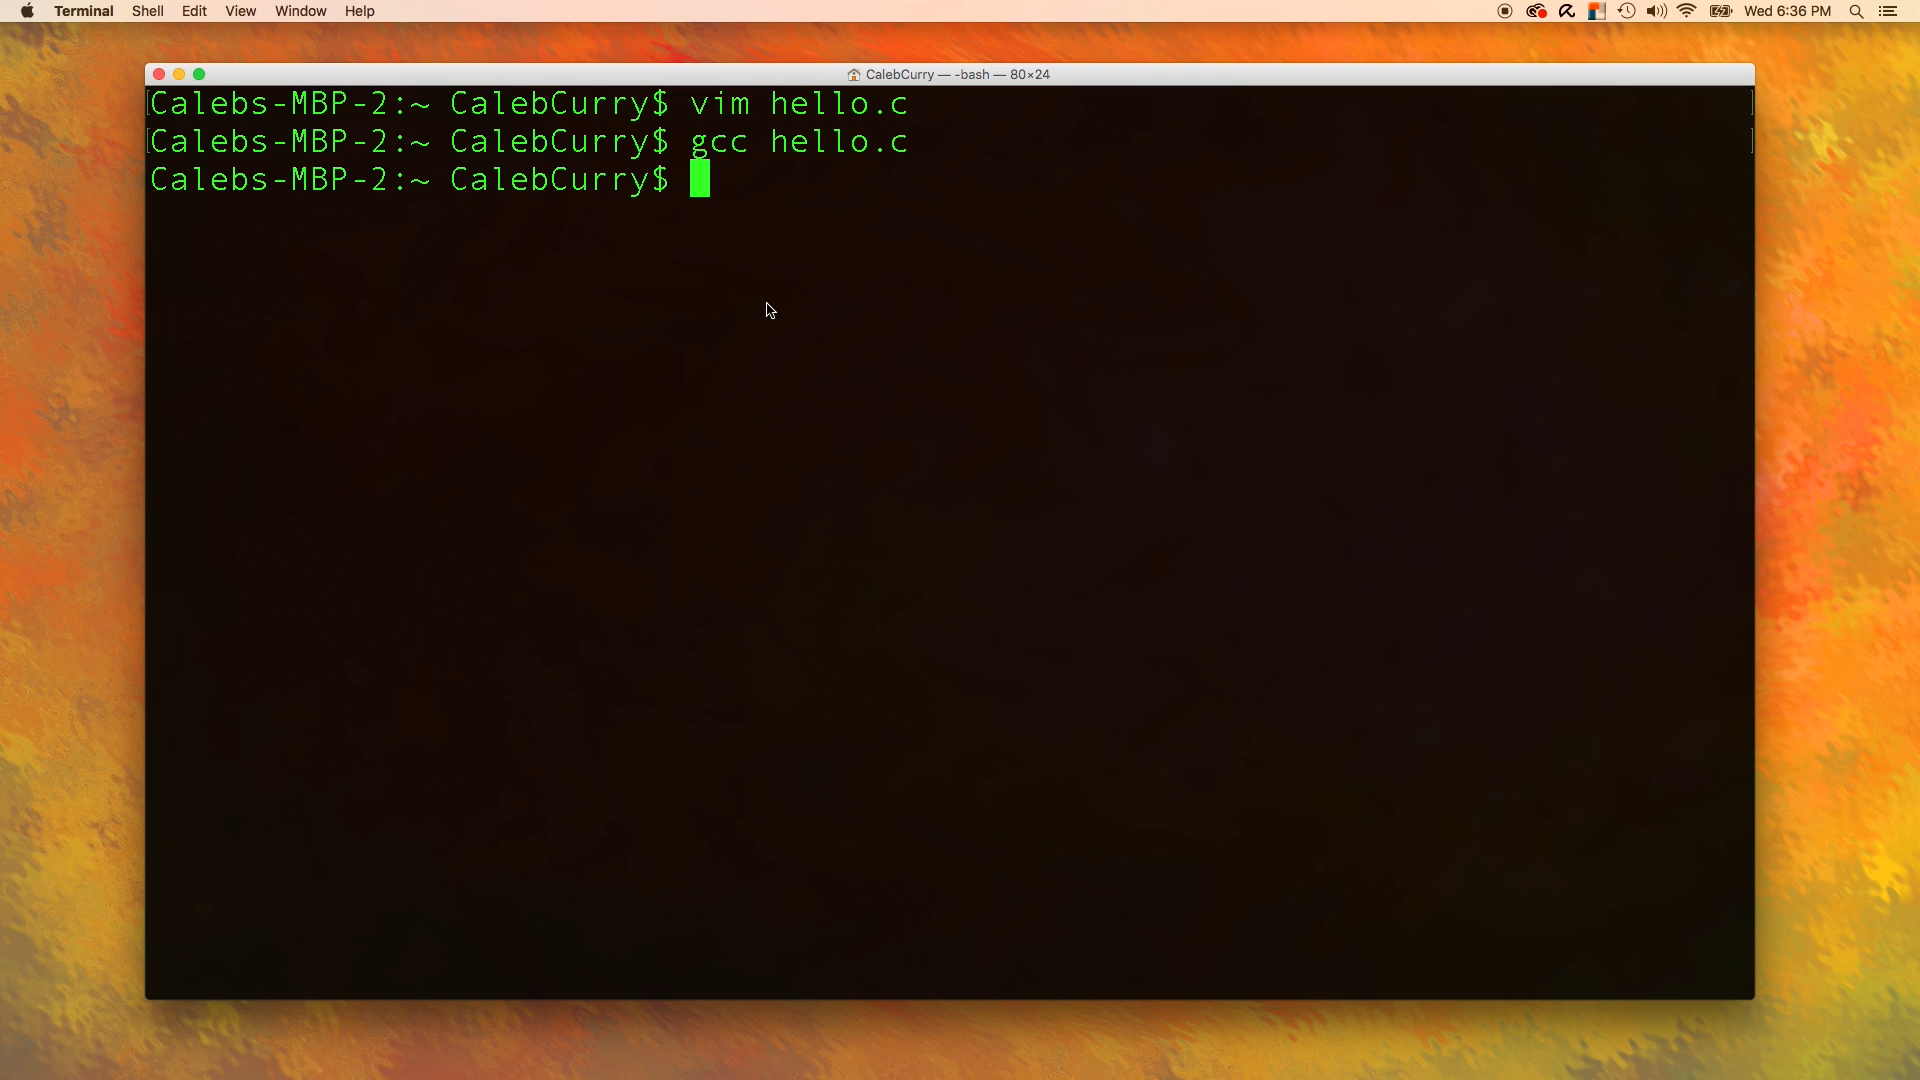 Terminal Shell Edit View Window Help Wed 6:36 PM
CalebCurry — -bash — 80×24
Calebs-MBP-2:~ CalebCurry$ vim hello.c
Calebs-MBP-2:~ CalebCurry$ gcc hello.c
Calebs-MBP-2:~ CalebCurry$